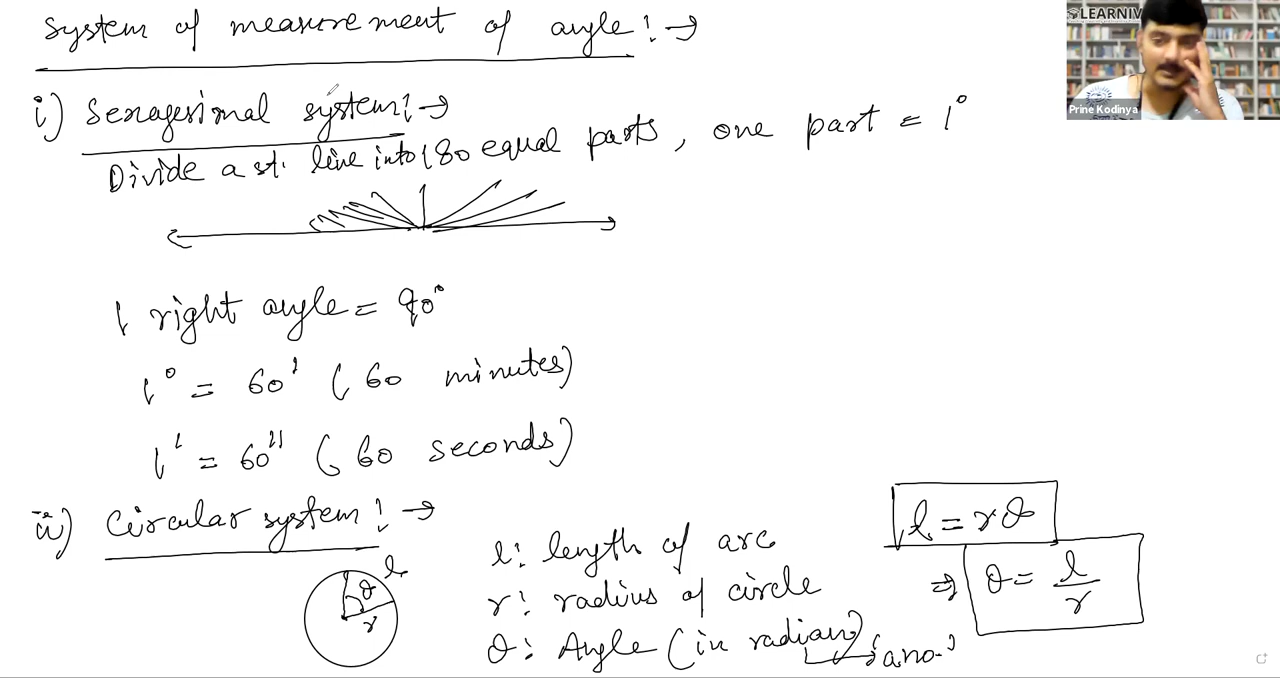 System of measurement of angle :→
LEARNIV
Prine Kodinya
i) Sexagesimal system :→
Divide a st. line into 180 equal parts, one part = 1°
1 right angle = 90°
1° = 60' (60 minutes)
1' = 60'' (60 seconds)
ii) Circular system :→
l = rθ
l : length of arc
⇒ θ = l/r
l
θ
r
r : radius of circle
θ : Angle (in radian)
'a no.'